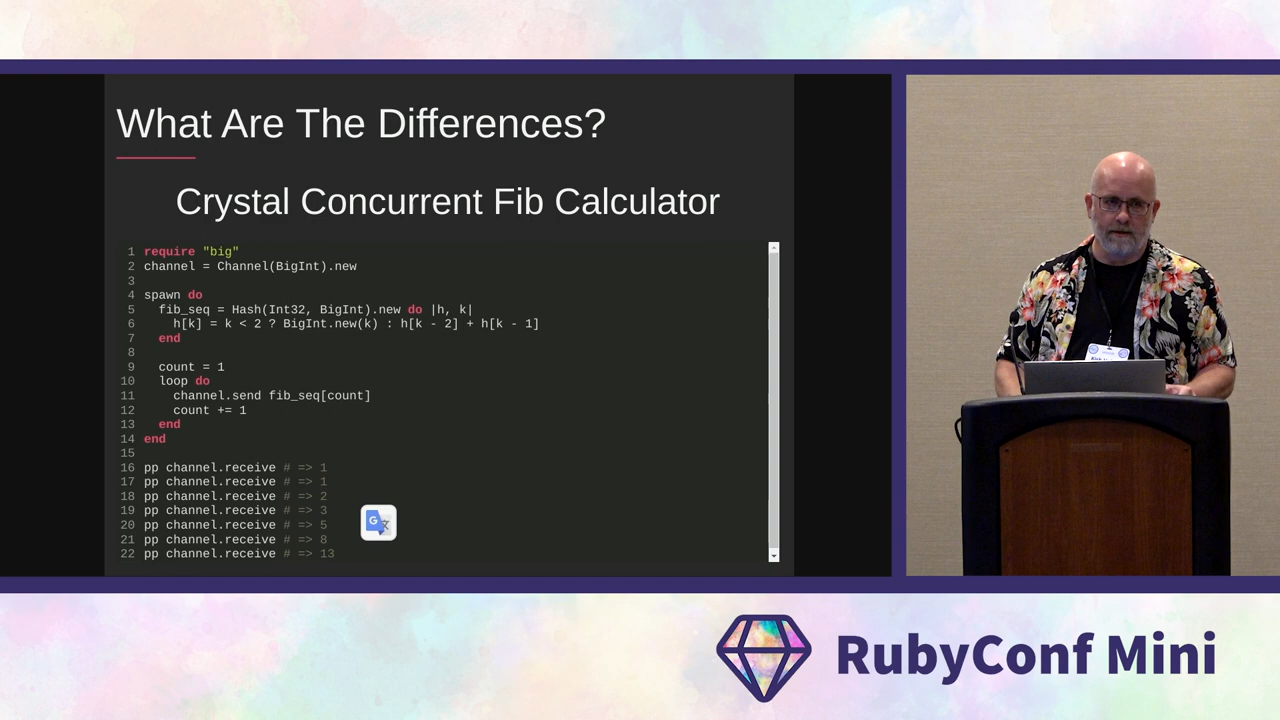 What Are The Differences?
Crystal Concurrent Fib Calculator
1 require "big"
2 channel = Channel(BigInt).new
3
4 spawn do
5   fib_seq = Hash(Int32, BigInt).new do |h, k|
6     h[k] = k < 2 ? BigInt.new(k) : h[k - 2] + h[k - 1]
7   end
8
9   count = 1
10   loop do
11     channel.send fib_seq[count]
12     count += 1
13   end
14 end
15
16 pp channel.receive # => 1
17 pp channel.receive # => 1
18 pp channel.receive # => 2
19 pp channel.receive # => 3
20 pp channel.receive # => 5
21 pp channel.receive # => 8
22 pp channel.receive # => 13
G 文
RubyConf Mini